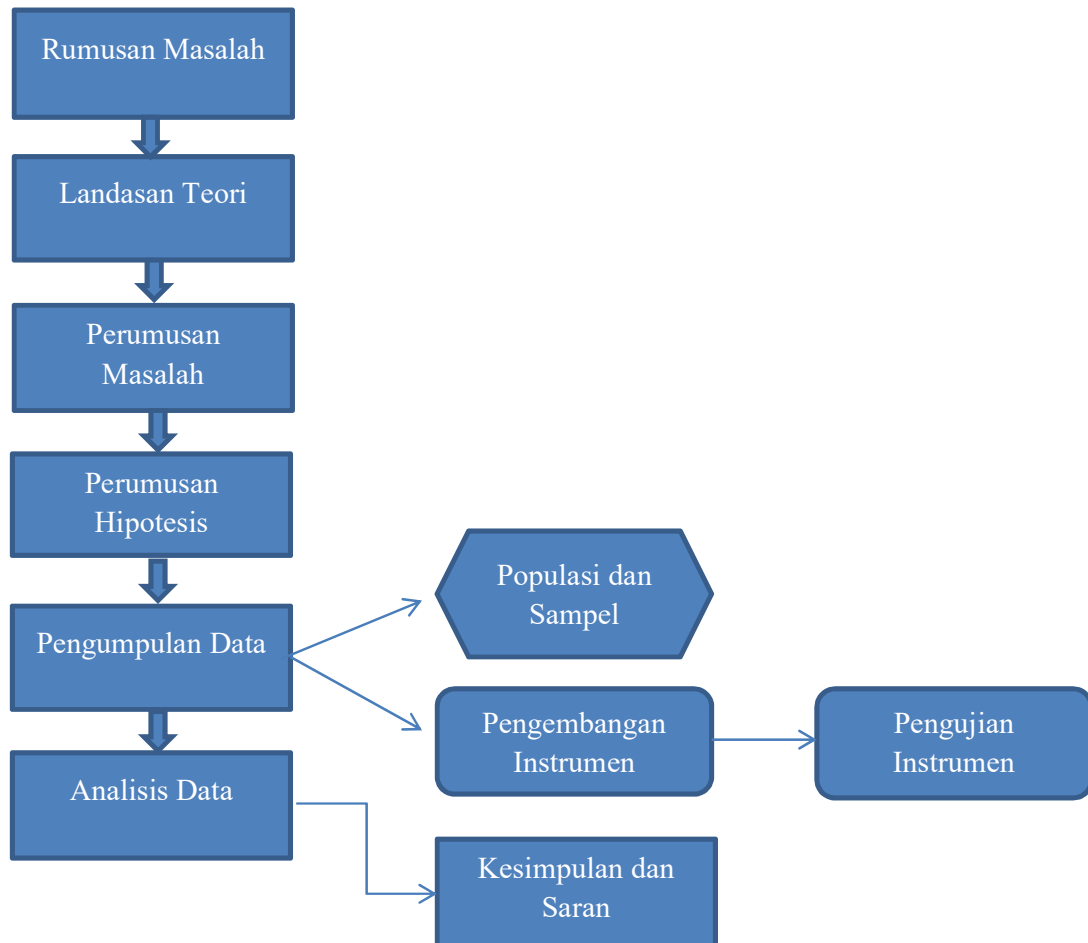 Rumusan Masalah
Landasan Teori
Perumusan
Masalah
Perumusan
Hipotesis
Pengumpulan Data
Populasi dan
Sampel
Pengembangan
Instrumen
Pengujian
Instrumen
Analisis Data
Kesimpulan dan
Saran